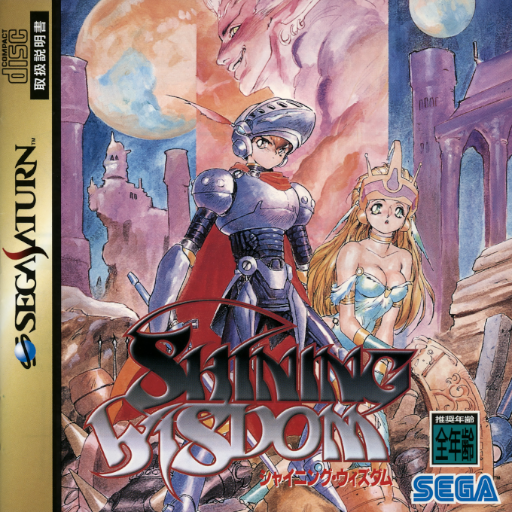 COMPACT
disc
取扱説明書
SEGA SATURN™
SHINING
WISDOM
シャイニング・ウィズダム
推奨年齢
全年齢
SEGA